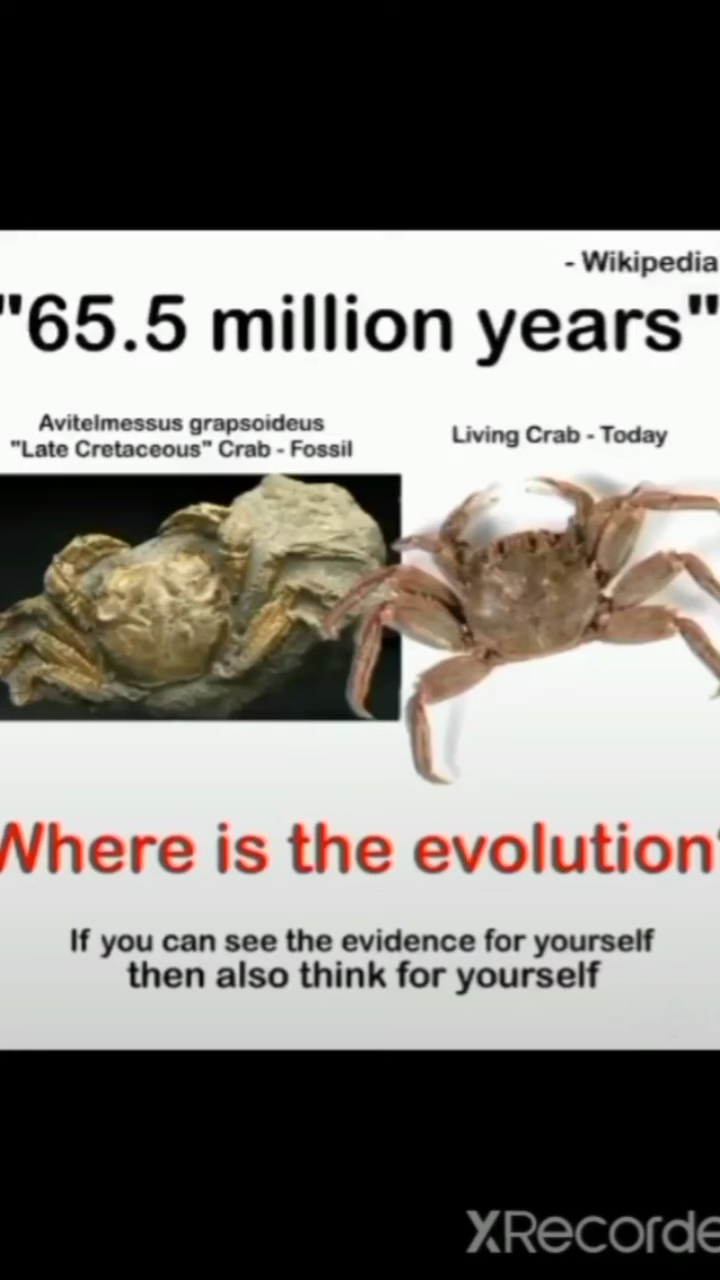 - Wikipedia
"65.5 million years"
Avitelmessus grapsoideus
"Late Cretaceous" Crab - Fossil
Living Crab - Today
Where is the evolution?
If you can see the evidence for yourself
then also think for yourself
XRecorde